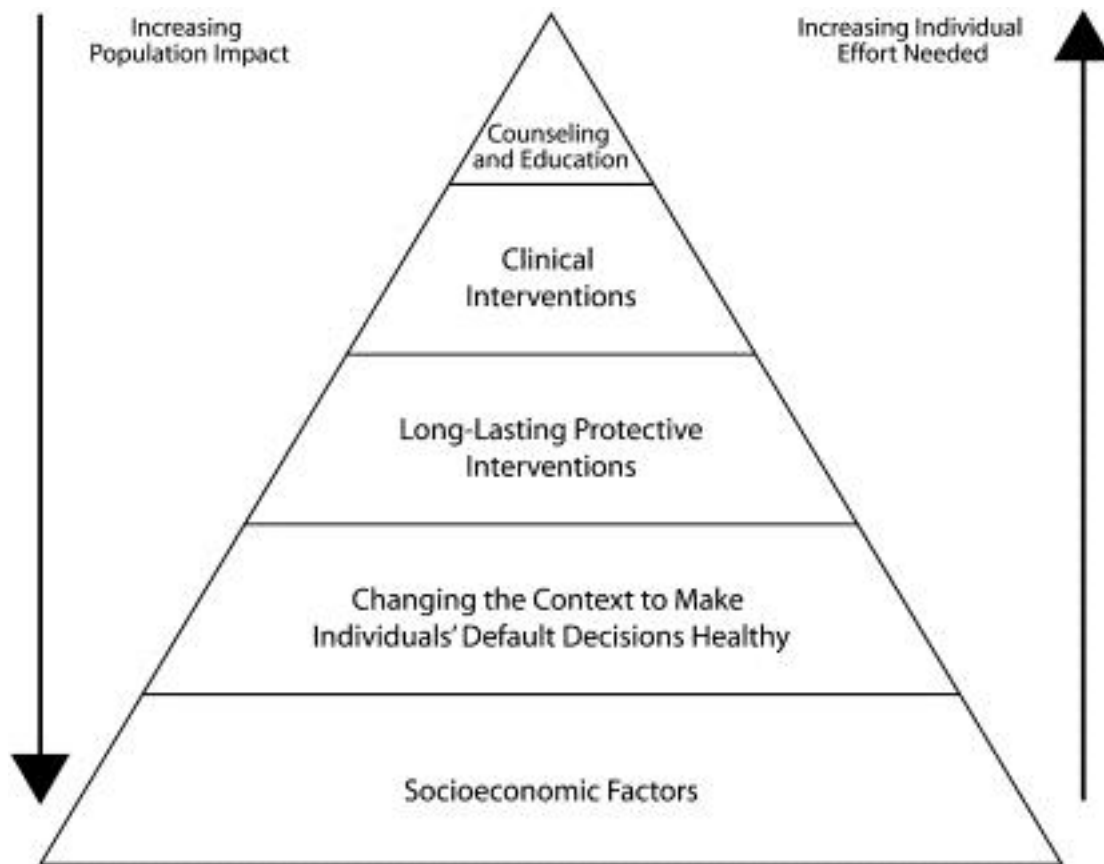 Increasing
Population Impact
Increasing Individual
Effort Needed
Counseling
and Education
Clinical
Interventions
Long-Lasting Protective
Interventions
Changing the Context to Make
Individuals’ Default Decisions Healthy
Socioeconomic Factors